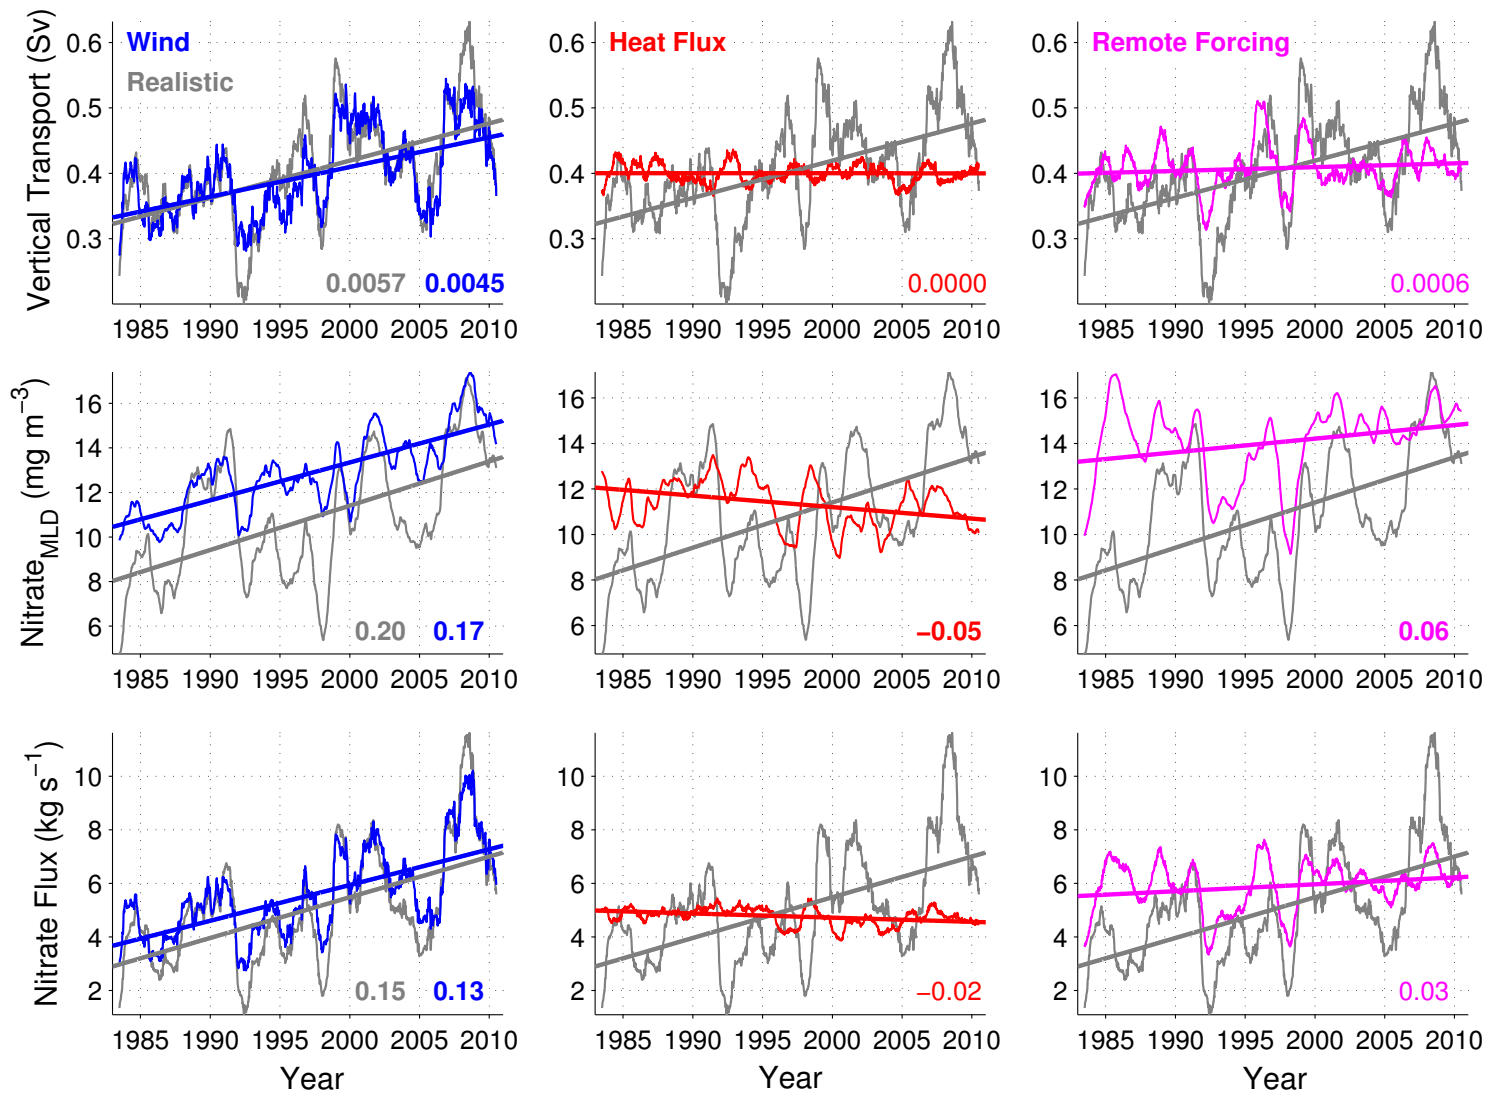 Vertical Transport (Sv)
0.6
0.5
0.4
0.3
Wind
Realistic
0.0057 0.0045
1985 1990 1995 2000 2005 2010
0.6
0.5
0.4
0.3
Heat Flux
0.0000
1985 1990 1995 2000 2005 2010
0.6
0.5
0.4
0.3
Remote Forcing
0.0006
1985 1990 1995 2000 2005 2010
Nitrate_MLD (mg m⁻³)
16
14
12
10
8
6
0.20 0.17
1985 1990 1995 2000 2005 2010
16
14
12
10
8
6
−0.05
1985 1990 1995 2000 2005 2010
16
14
12
10
8
6
0.06
1985 1990 1995 2000 2005 2010
Nitrate Flux (kg s⁻¹)
10
8
6
4
2
0.15 0.13
1985 1990 1995 2000 2005 2010
Year
10
8
6
4
2
−0.02
1985 1990 1995 2000 2005 2010
Year
10
8
6
4
2
0.03
1985 1990 1995 2000 2005 2010
Year